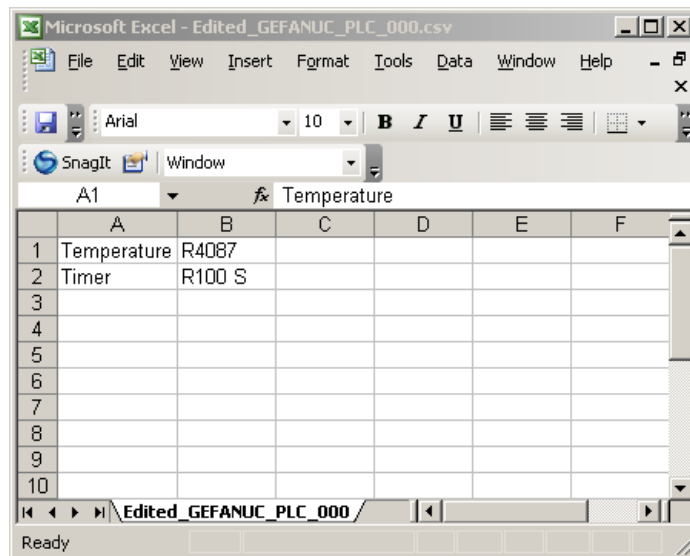 Microsoft Excel - Edited_GEFANUC_PLC_000.csv
File Edit View Insert Format Tools Data Window Help
Arial 10 B I U
SnagIt Window
A1 fx Temperature
A B C D E F
1 Temperature R4087
2 Timer R100 S
3
4
5
6
7
8
9
10
Edited_GEFANUC_PLC_000
Ready